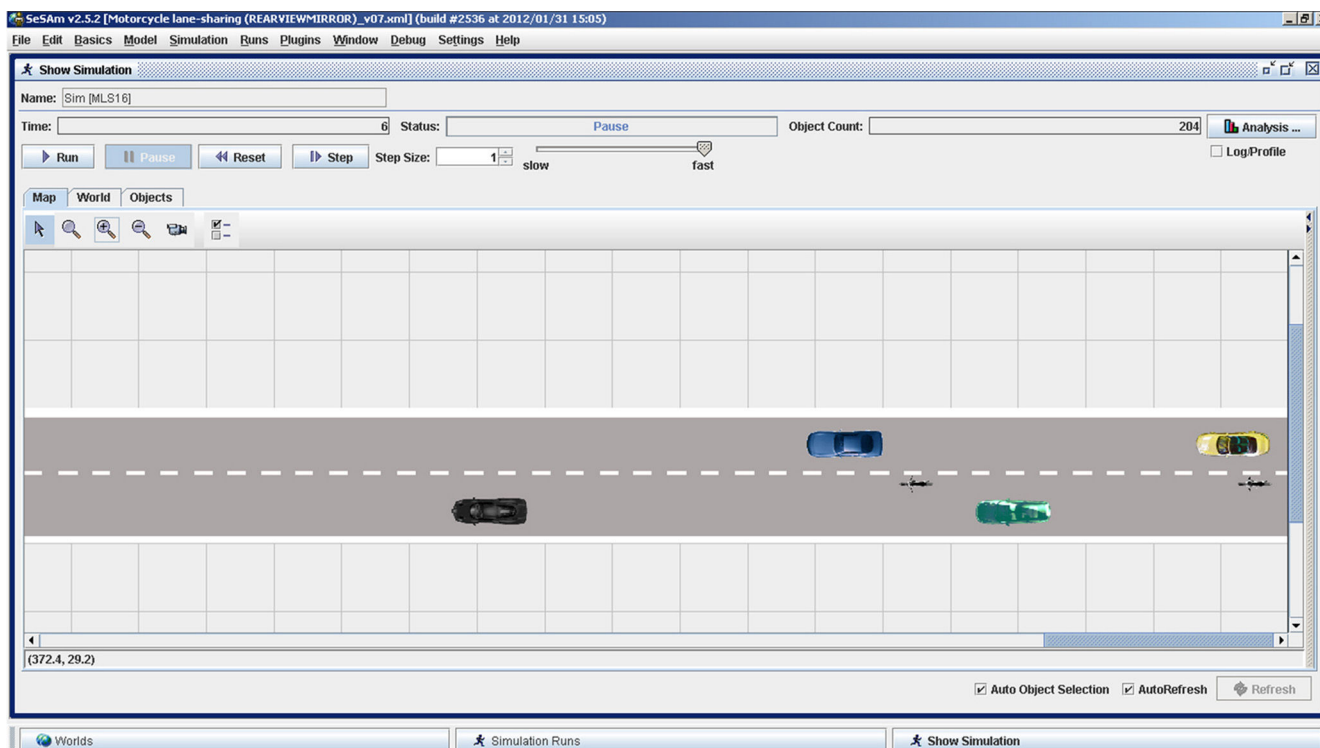 SeSAm v2.5.2 [Motorcycle lane-sharing (REARVIEWMIRROR)_v07.xml] (build #2536 at 2012/01/31 15:05)
File Edit Basics Model Simulation Runs Plugins Window Debug Settings Help
Show Simulation
Name: Sim [MLS16]
Time: 6 Status: Pause Object Count: 204 Analysis ...
Run Pause Reset Step Step Size: 1 slow fast Log/Profile
Map World Objects
(372.4, 29.2)
Auto Object Selection AutoRefresh Refresh
Worlds Simulation Runs Show Simulation